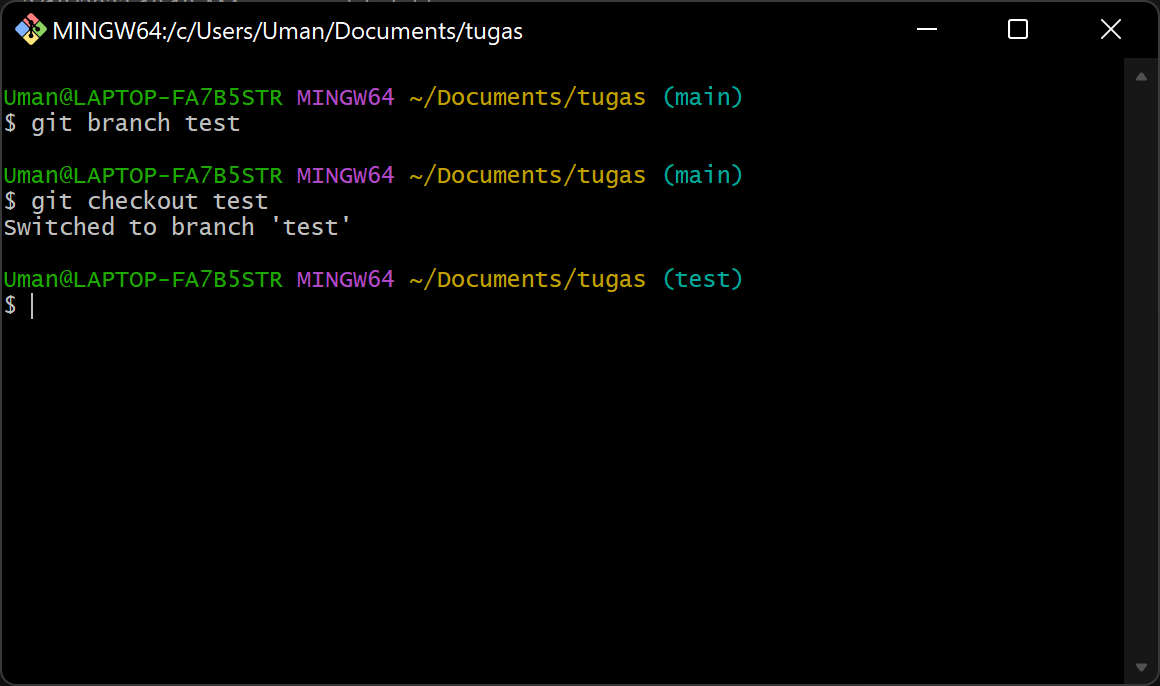 MINGW64:/c/Users/Uman/Documents/tugas
Uman@LAPTOP-FA7B5STR MINGW64 ~/Documents/tugas (main)
$ git branch test
Uman@LAPTOP-FA7B5STR MINGW64 ~/Documents/tugas (main)
$ git checkout test
Switched to branch 'test'
Uman@LAPTOP-FA7B5STR MINGW64 ~/Documents/tugas (test)
$